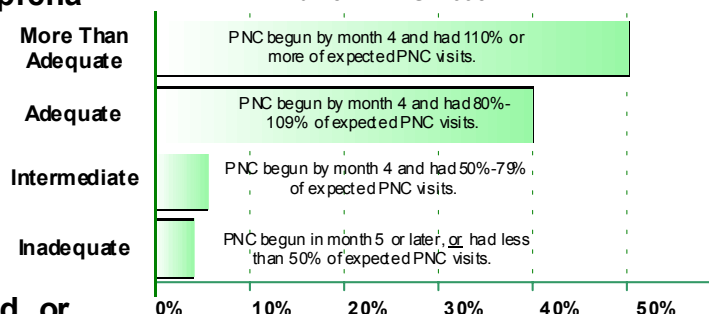 More Than
Adequate
PNC begun by month 4 and had 110% or
more of expected PNC visits.
Adequate
PNC begun by month 4 and had 80%-
109% of expected PNC visits.
Intermediate
PNC begun by month 4 and had 50%-79%
of expected PNC visits.
Inadequate
PNC begun in month 5 or later, or had less
than 50% of expected PNC visits.
d, or
0% 10% 20% 30% 40% 50%